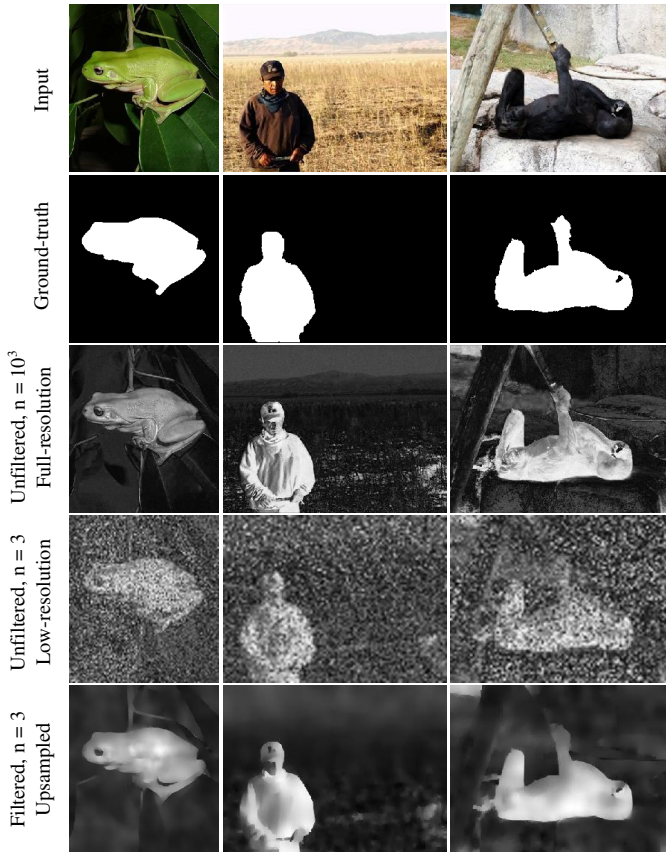 Input
Ground-truth
Unfiltered, n = 10³
Full-resolution
Unfiltered, n = 3
Low-resolution
Filtered, n = 3
Upsampled